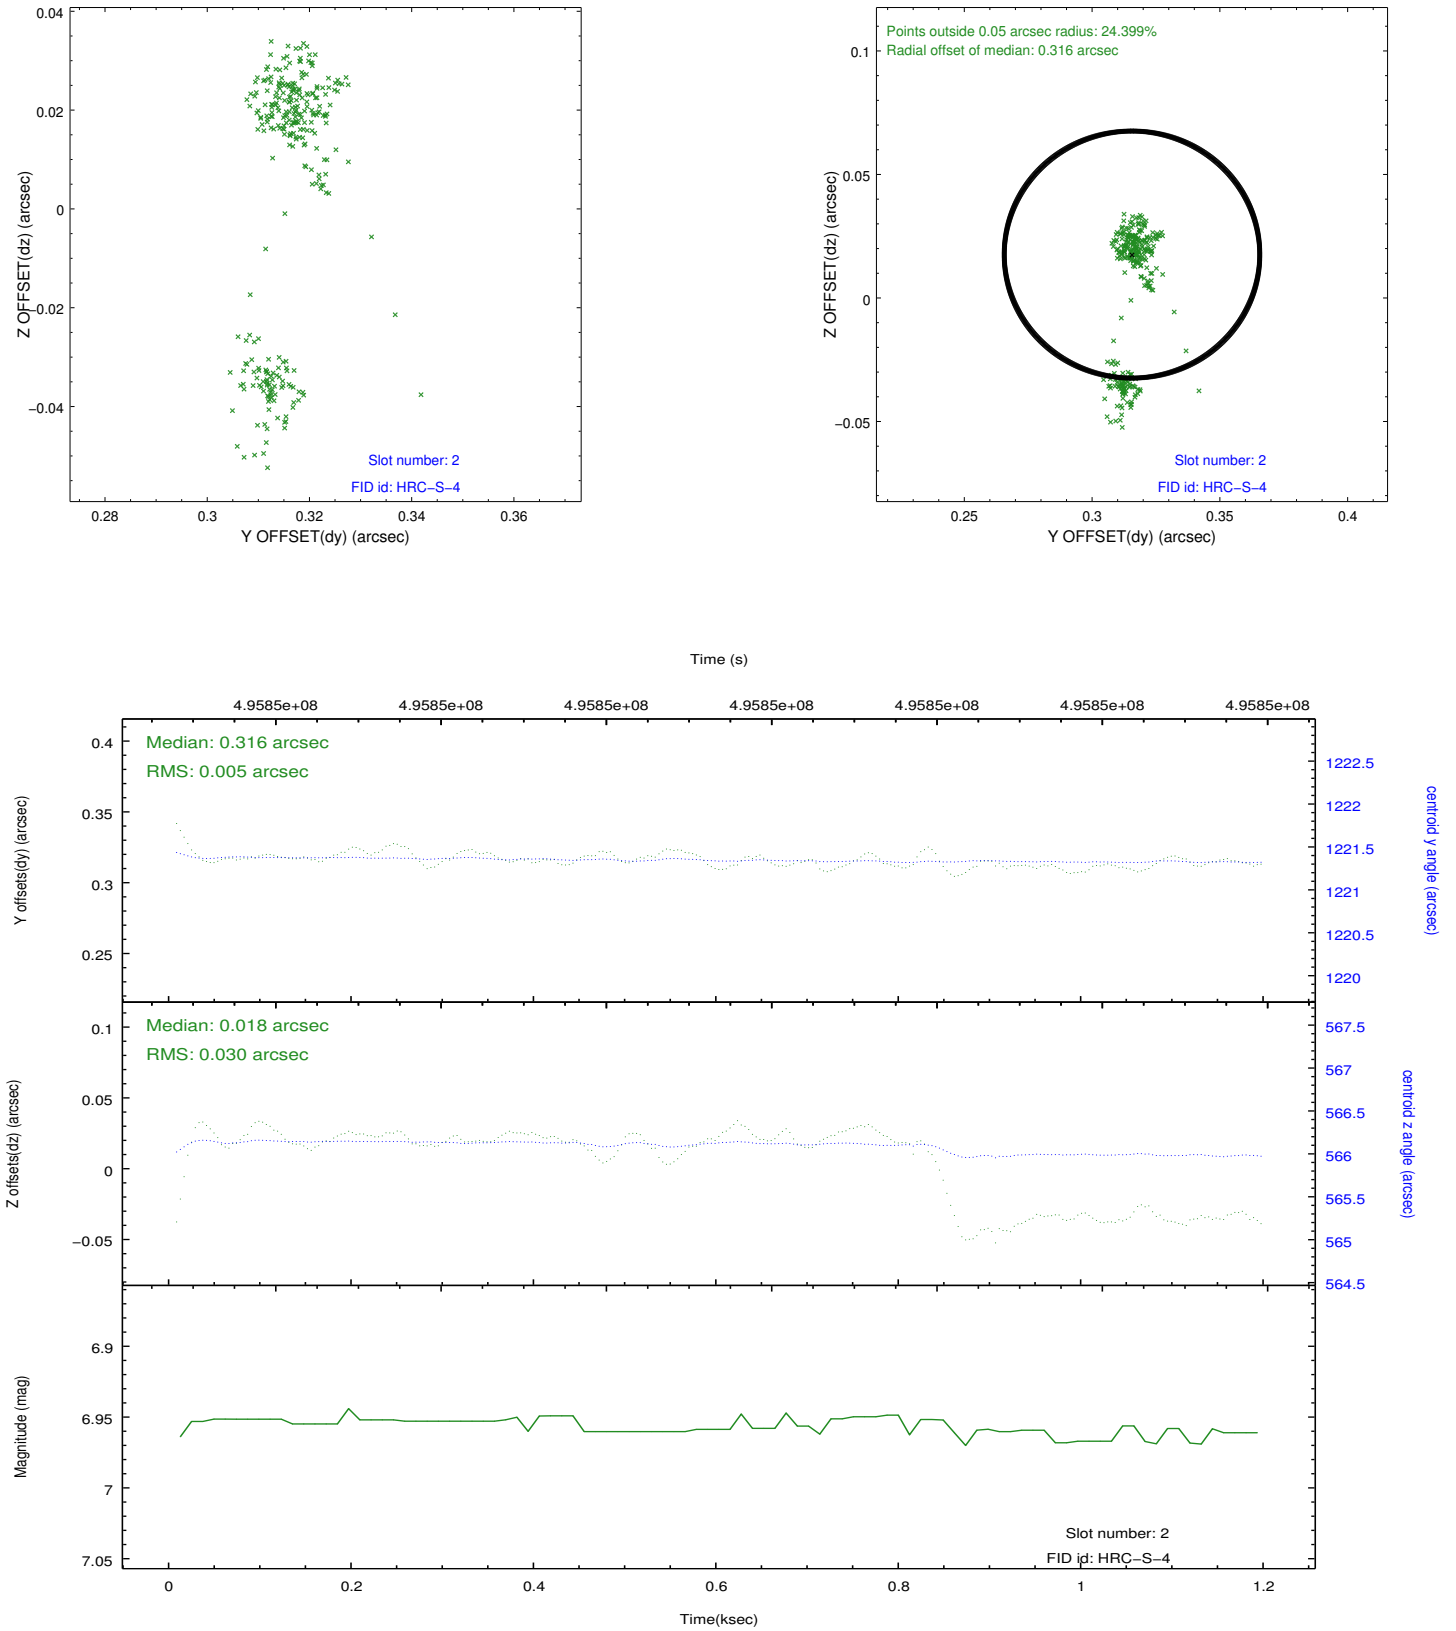 0.04
0.02
0
−0.02
−0.04
Z OFFSET(dz) (arcsec)
Slot number: 2
FID id: HRC−S−4
0.28 0.3 0.32 0.34 0.36
Y OFFSET(dy) (arcsec)
Points outside 0.05 arcsec radius: 24.399%
Radial offset of median: 0.316 arcsec
0.1
0.05
0
−0.05
Z OFFSET(dz) (arcsec)
Slot number: 2
FID id: HRC−S−4
0.25 0.3 0.35 0.4
Y OFFSET(dy) (arcsec)
Time (s)
4.9585e+08 4.9585e+08 4.9585e+08 4.9585e+08 4.9585e+08 4.9585e+08 4.9585e+08
Median: 0.316 arcsec
RMS: 0.005 arcsec
0.4
0.35
0.3
0.25
Y offsets(dy) (arcsec)
1222.5
1222
1221.5
1221
1220.5
1220
centroid y angle (arcsec)
Median: 0.018 arcsec
RMS: 0.030 arcsec
0.1
0.05
0
−0.05
Z offsets(dz) (arcsec)
567.5
567
566.5
566
565.5
565
564.5
centroid z angle (arcsec)
6.9
6.95
7
7.05
Magnitude (mag)
Slot number: 2
FID id: HRC−S−4
0 0.2 0.4 0.6 0.8 1 1.2
Time(ksec)